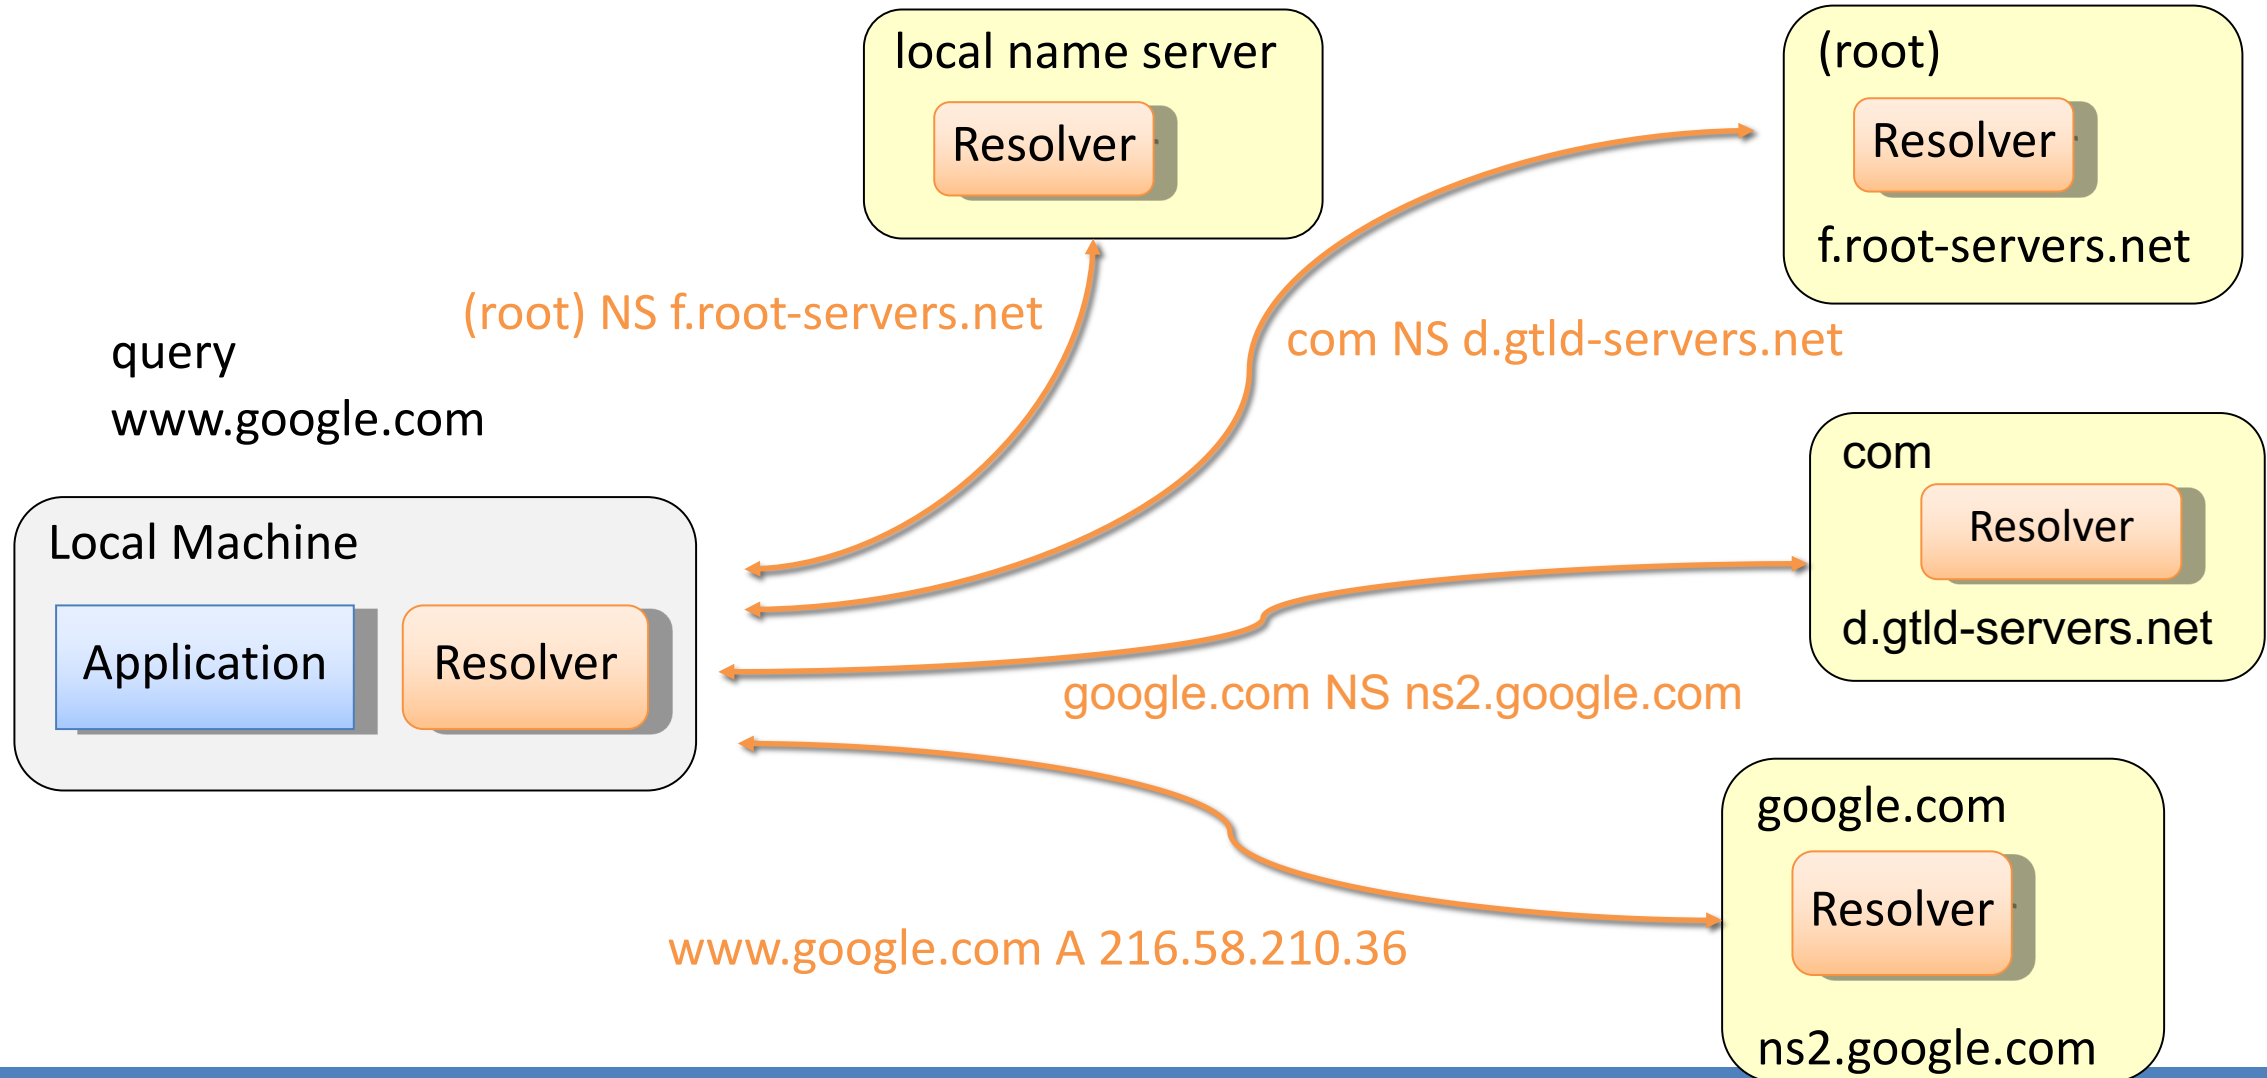 local name server
Resolver
(root)
Resolver
f.root-servers.net
(root) NS f.root-servers.net
com NS d.gtld-servers.net
query
www.google.com
com
Resolver
d.gtld-servers.net
Local Machine
Application
Resolver
google.com NS ns2.google.com
google.com
Resolver
ns2.google.com
www.google.com A 216.58.210.36